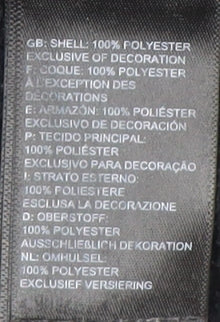 GB: SHELL: 100% POLYESTER
EXCLUSIVE OF DECORATION
F: COQUE: 100% POLYESTER
À L'EXCEPTION DES
DÉCORATIONS
E: ARMAZÓN: 100% POLIÉSTER
EXCLUSIVO DE DECORACIÓN
P: TECIDO PRINCIPAL:
100% POLIÉSTER
EXCLUSIVO PARA DECORAÇÃO
I: STRATO ESTERNO:
100% POLIESTERE
ESCLUSA LA DECORAZIONE
D: OBERSTOFF:
100% POLYESTER
AUSSCHLIEßLICH DEKORATION
NL: OMHULSEL:
100% POLYESTER
EXCLUSIEF VERSIERING